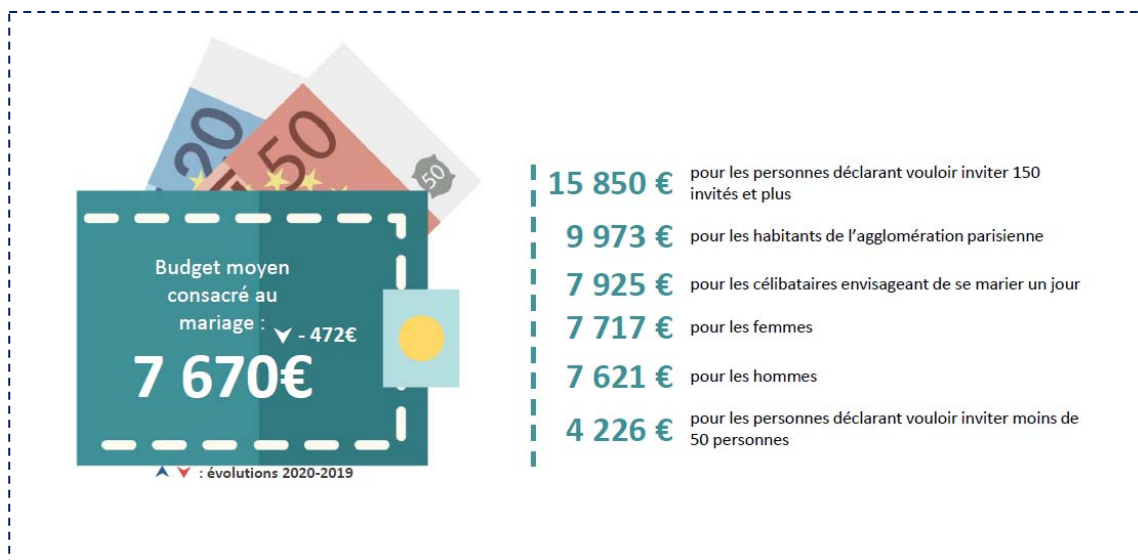 20
50
50
Budget moyen
consacré au
mariage :
- 472€
7 670€
: évolutions 2020-2019
15 850 €
pour les personnes déclarant vouloir inviter 150
invités et plus
9 973 €
pour les habitants de l’agglomération parisienne
7 925 €
pour les célibataires envisageant de se marier un jour
7 717 €
pour les femmes
7 621 €
pour les hommes
4 226 €
pour les personnes déclarant vouloir inviter moins de
50 personnes